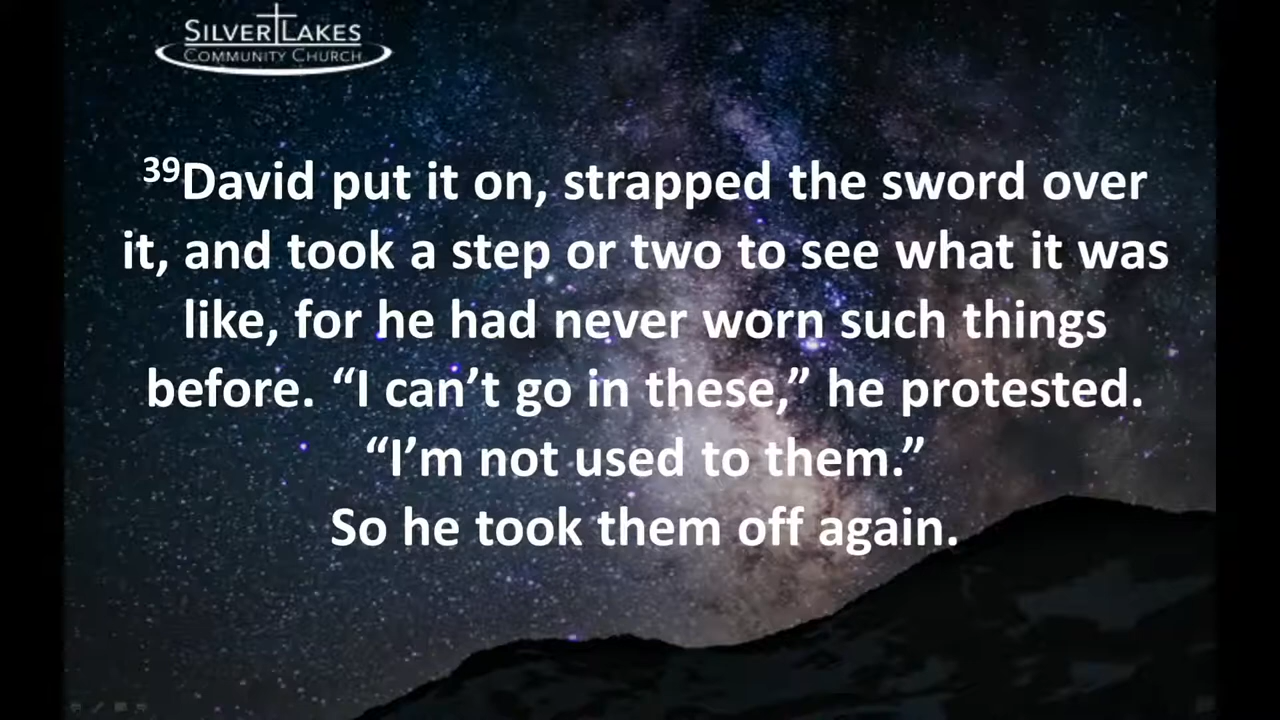 SILVER LAKES
COMMUNITY CHURCH
39David put it on, strapped the sword over
it, and took a step or two to see what it was
like, for he had never worn such things
before. “I can’t go in these,” he protested.
“I’m not used to them.”
So he took them off again.